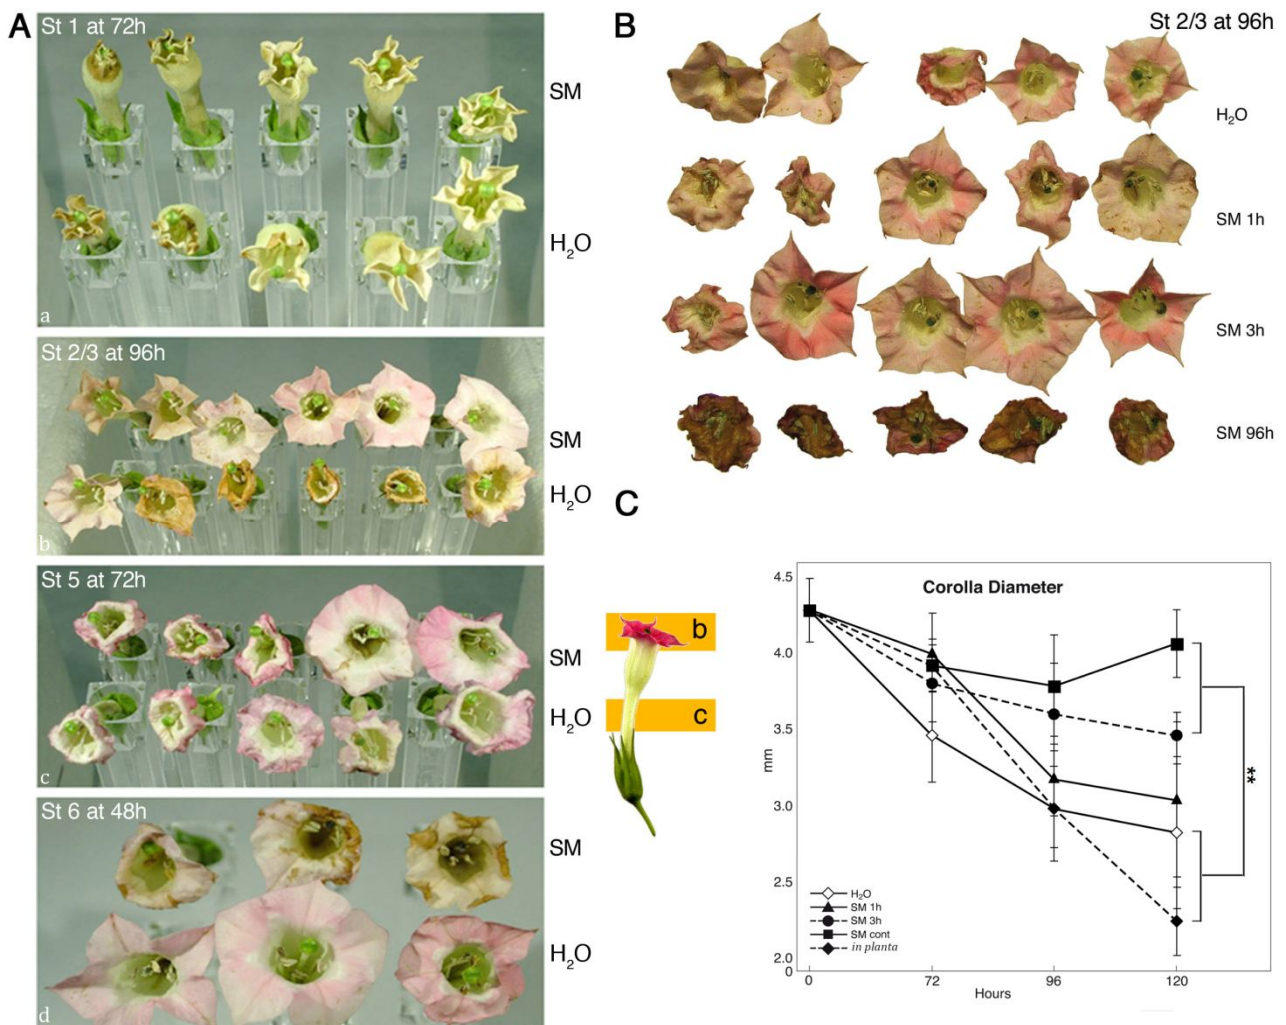 A
St 1 at 72h
SM
H₂O
a
St 2/3 at 96h
SM
H₂O
b
St 5 at 72h
SM
H₂O
c
St 6 at 48h
SM
H₂O
d
B
St 2/3 at 96h
H₂O
SM 1h
SM 3h
SM 96h
C
b
c
Corolla Diameter
4.5
4.0
3.5
3.0
2.5
2.0
0
mm
**
H₂O
SM 1h
SM 3h
SM cont
in planta
0 72 96 120
Hours